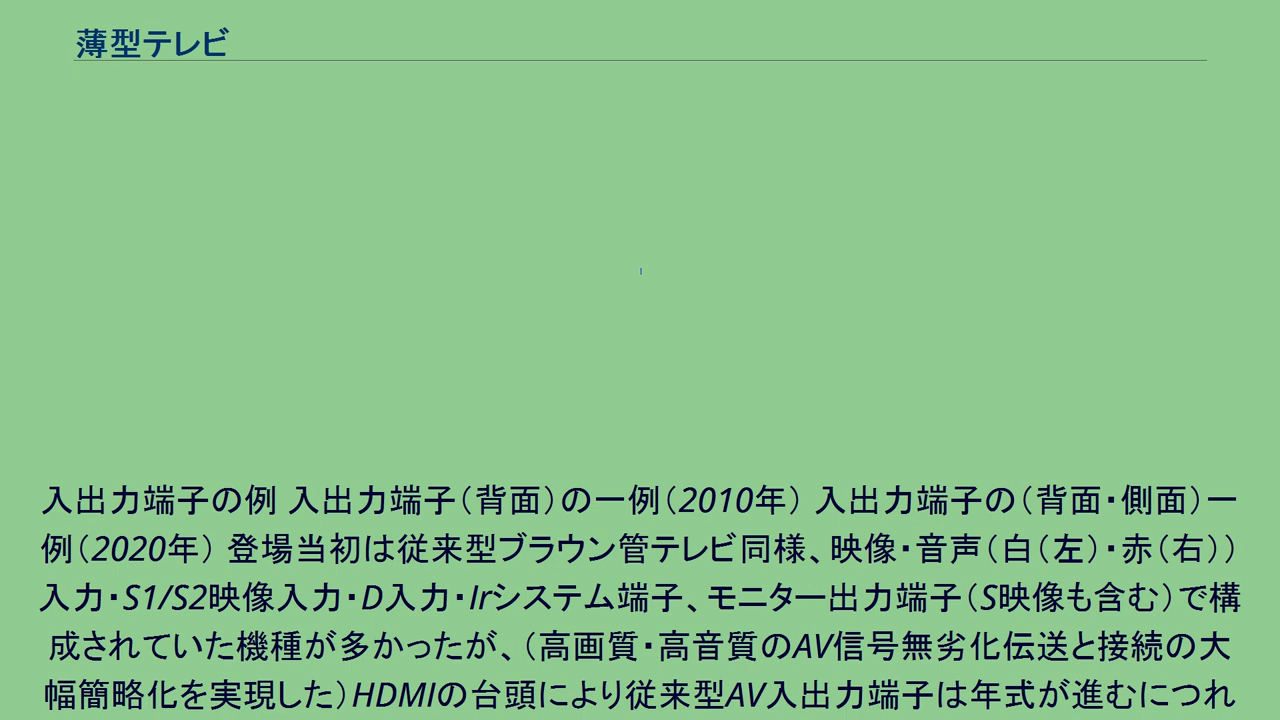 薄型テレビ
入出力端子の例 入出力端子（背面）の一例（2010年） 入出力端子の（背面・側面）一
例（2020年） 登場当初は従来型ブラウン管テレビ同様、映像・音声（白（左）・赤（右））
入力・S1/S2映像入力・D入力・Irシステム端子、モニター出力端子（S映像も含む）で構
成されていた機種が多かったが、（高画質・高音質のAV信号無劣化伝送と接続の大
幅簡略化を実現した）HDMIの台頭により従来型AV入出力端子は年式が進むにつれ